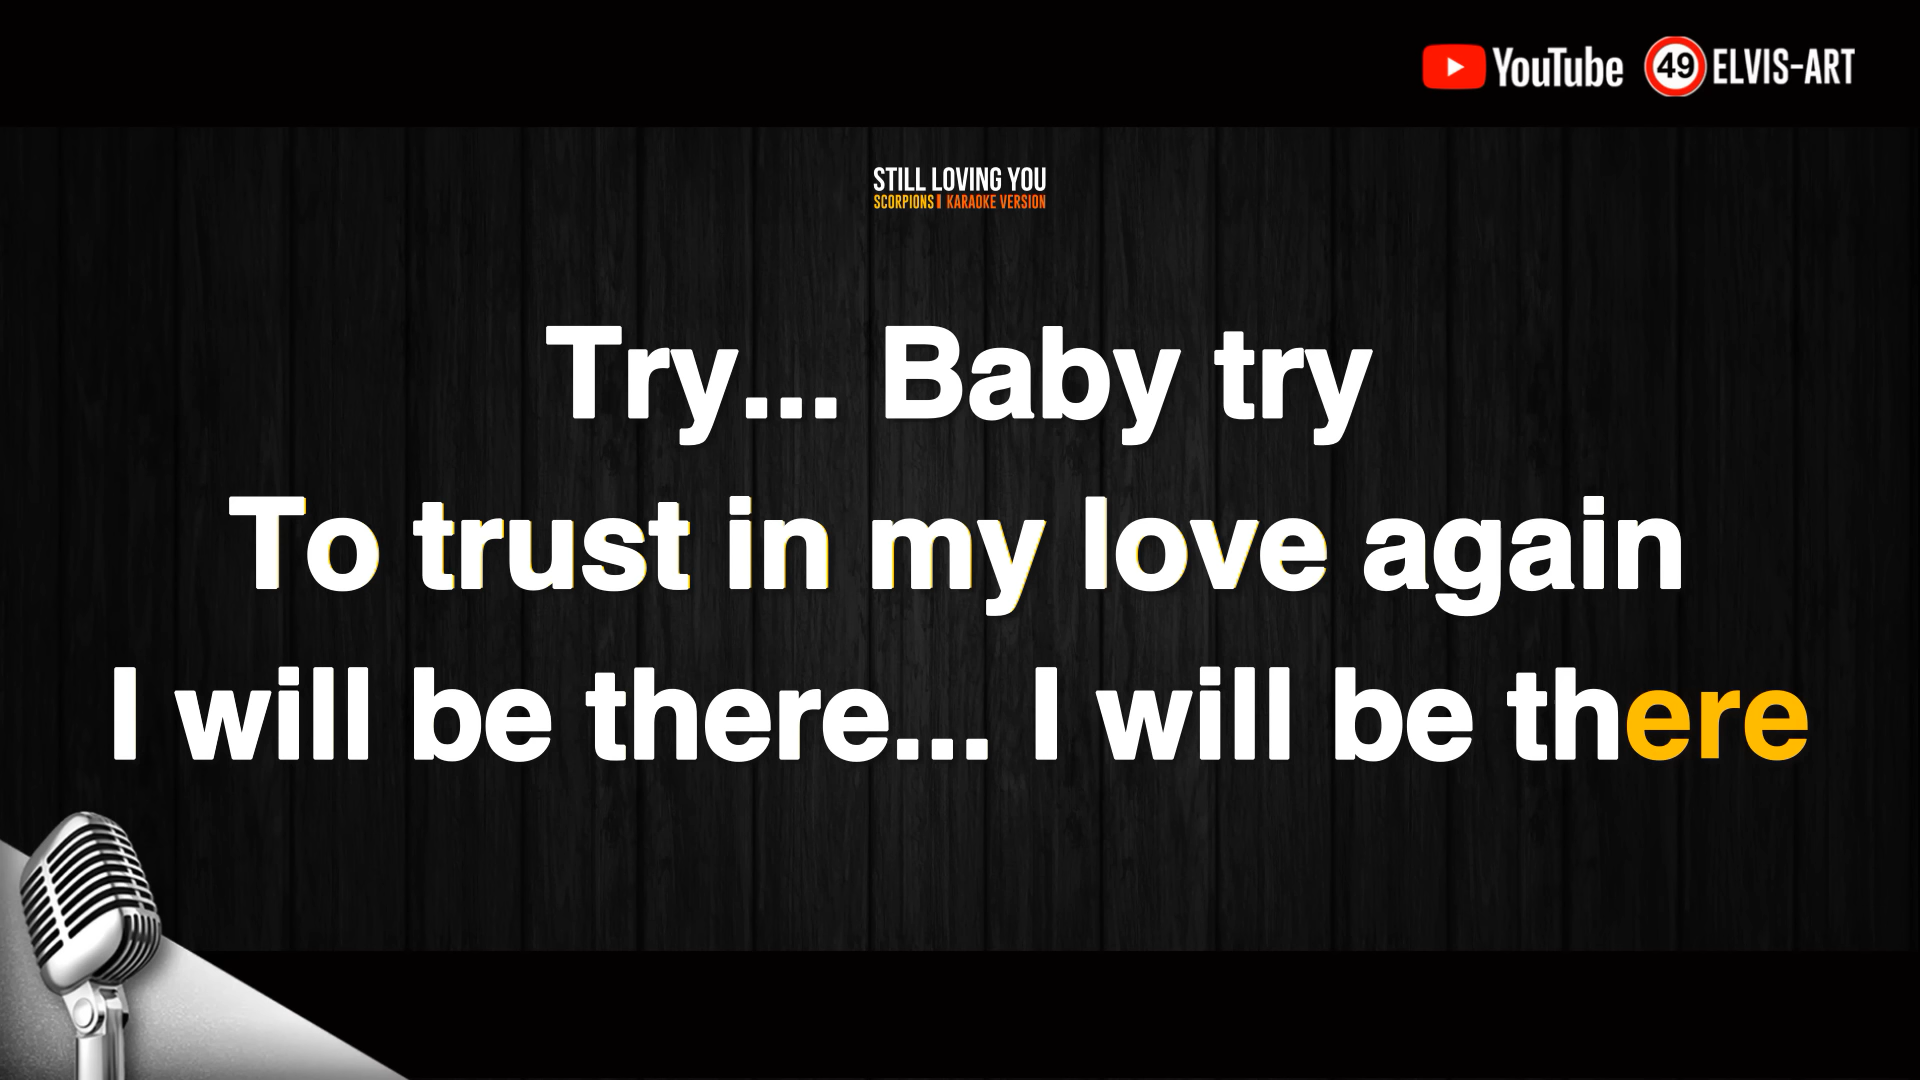 YouTube 49 ELVIS-ART
STILL LOVING YOU
SCORPIONS KARAOKE VERSION
Try... Baby try
To trust in my love again
I will be there... I will be there